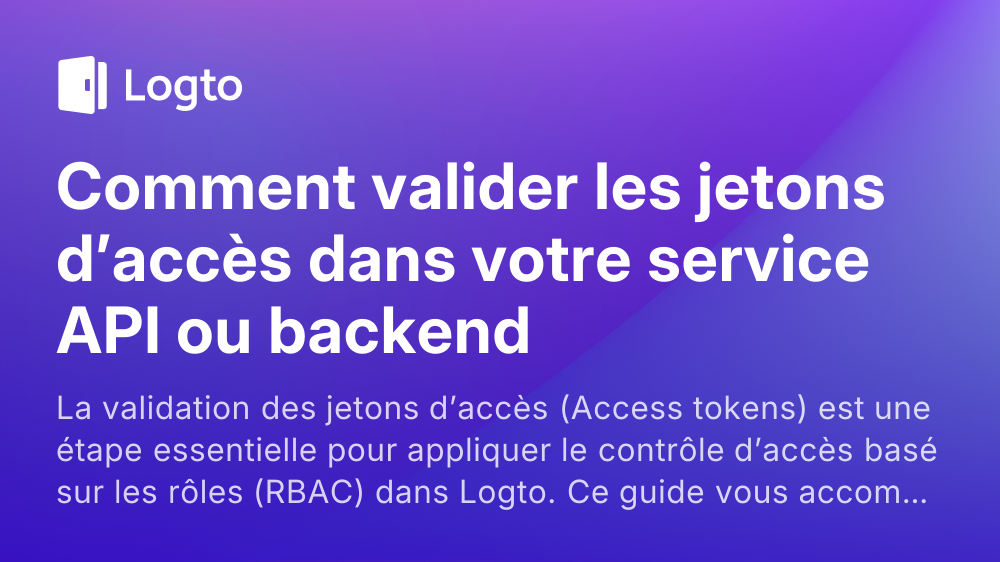 Logto
Comment valider les jetons
d’accès dans votre service
API ou backend
La validation des jetons d’accès (Access tokens) est une
étape essentielle pour appliquer le contrôle d’accès basé
sur les rôles (RBAC) dans Logto. Ce guide vous accom...